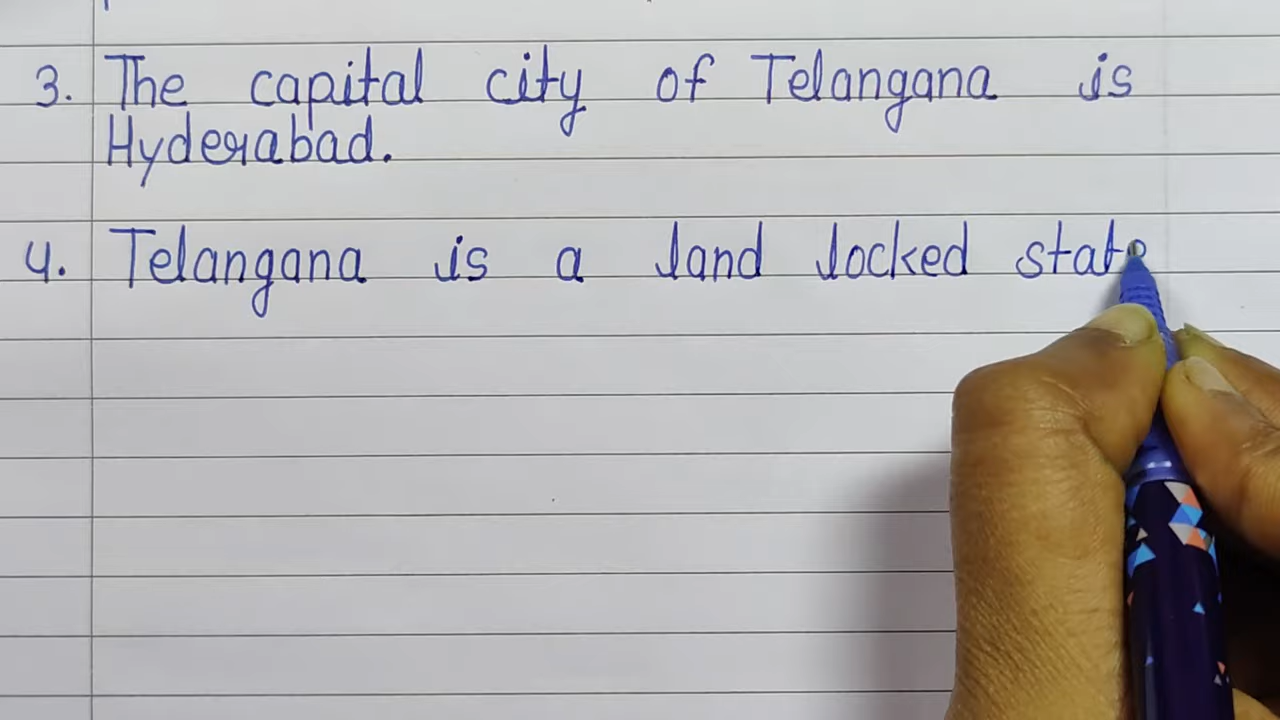 3. The capital city of Telangana is
Hyderabad.
4. Telangana is a land locked state